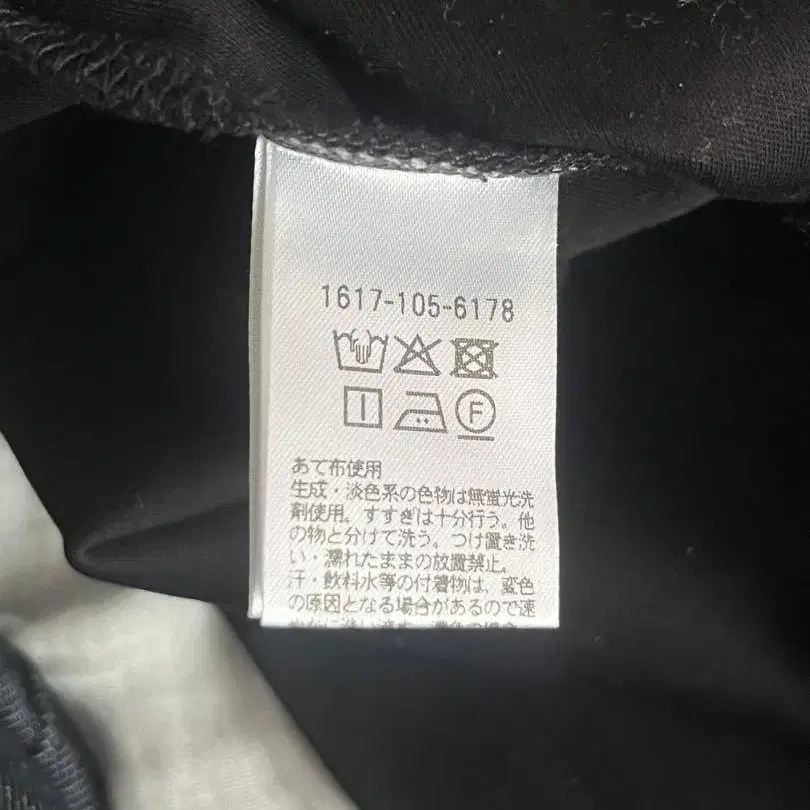 1617-105-6178
F
あて布使用
生成・淡色系の色物は無蛍光洗
剤使用。すすぎは十分行う。他
の物と分けて洗う。つけ置き洗
い・濡れたままの放置禁止。
汗・飲料水等の付着物は、変色
の原因となる場合があるので速